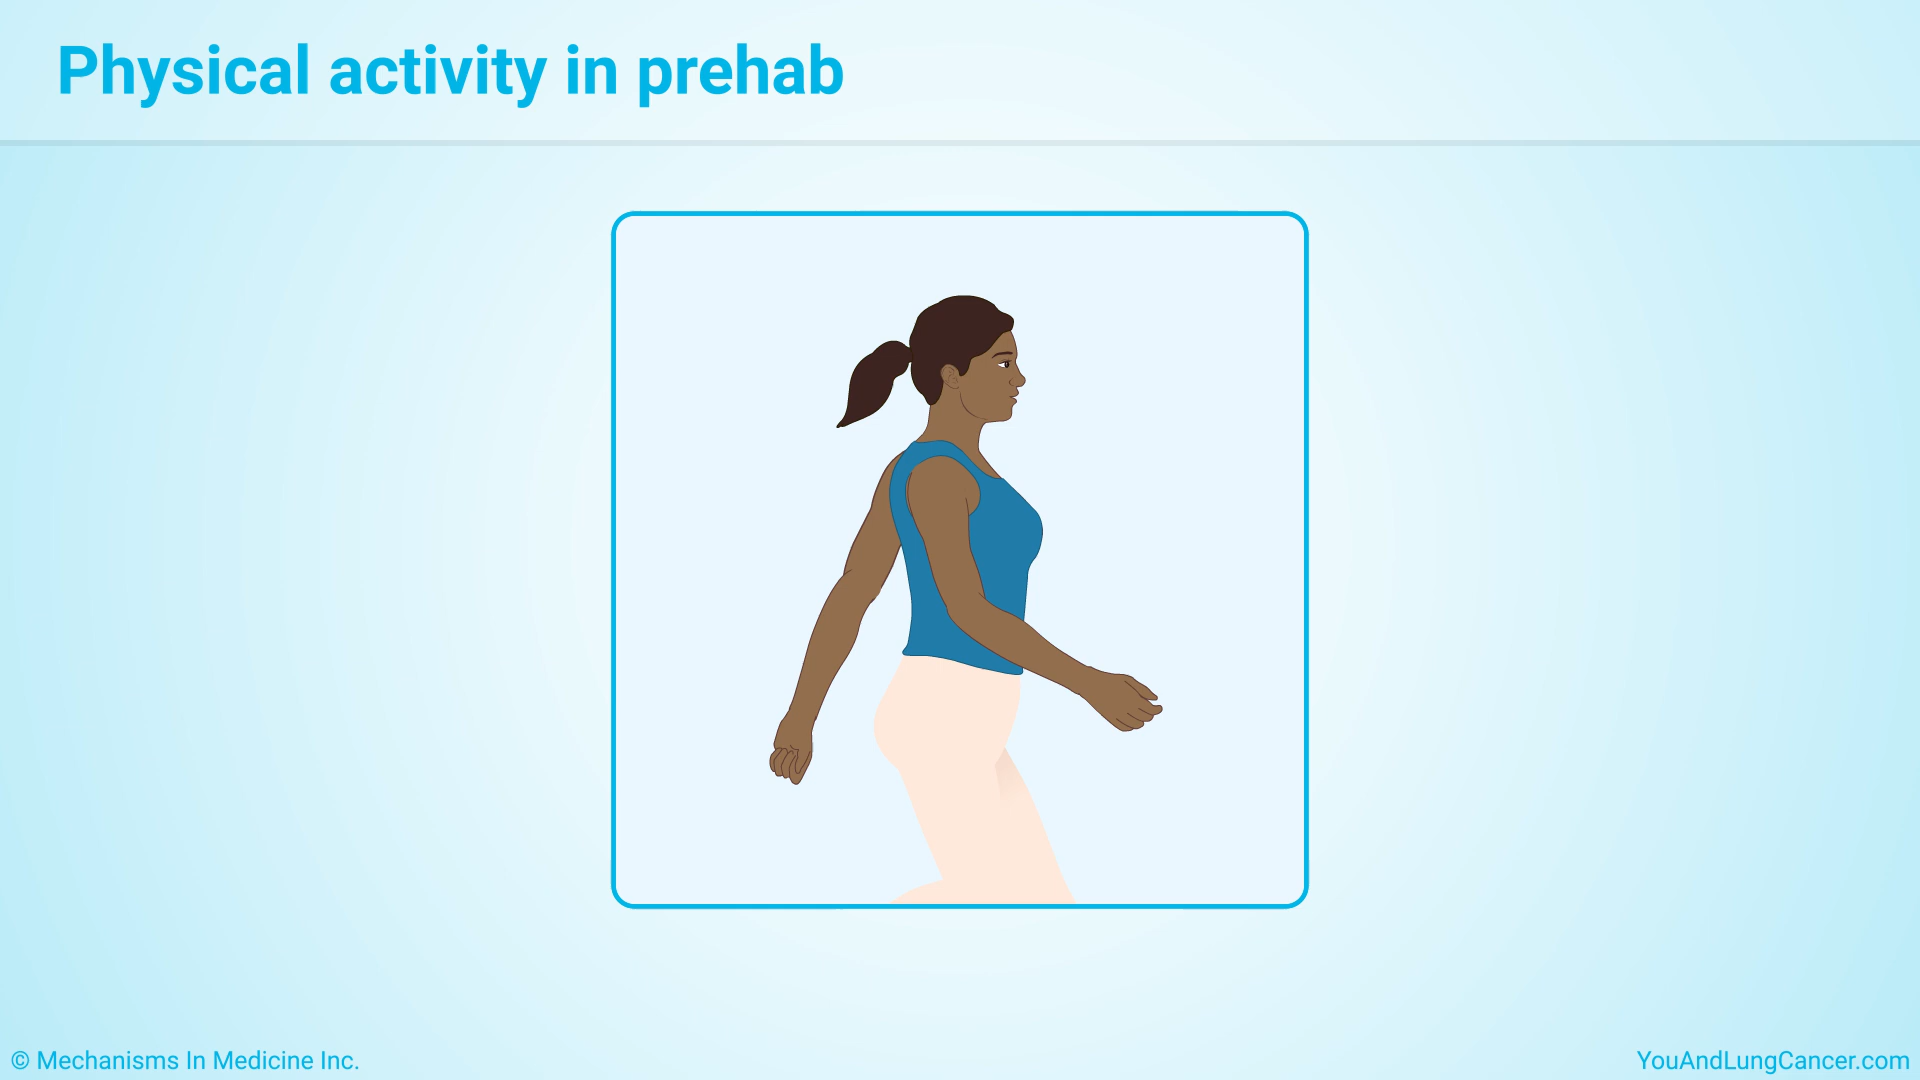 Physical activity in prehab
© Mechanisms In Medicine Inc.
YouAndLungCancer.com